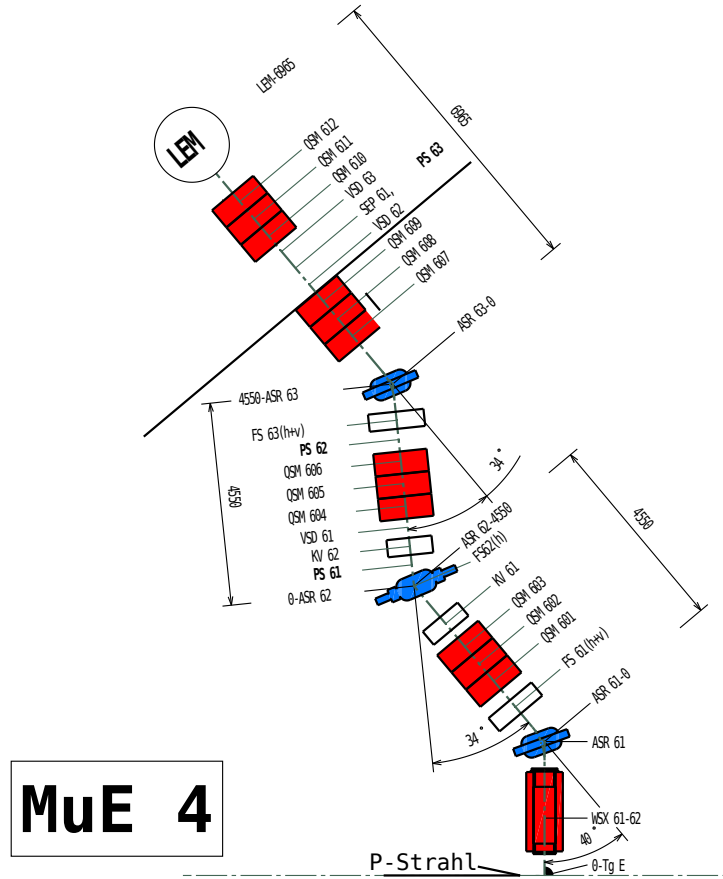 LEM-6965
6965
LEM
QSM 612
QSM 611
QSM 610
VSD 63
SEP 61,
VSD 62
PS 63
QSM 609
QSM 608
QSM 607
ASR 63-0
4550-ASR 63
FS 63(h+v)
PS 62
QSM 606
QSM 605
QSM 604
VSD 61
KV 62
PS 61
0-ASR 62
4550
34°
ASR 62-4550
FS62(h)
KV 61
QSM 603
QSM 602
QSM 601
FS 61(h+v)
ASR 61-0
4550
34°
ASR 61
WSX 61-62
40°
0-Tg E
P-Strahl
MuE 4